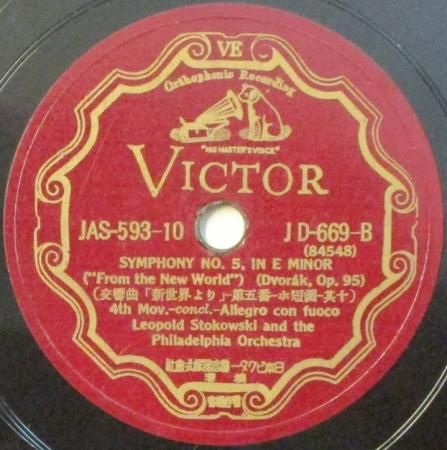 VE
Orthophonic Recording
"HIS MASTER'S VOICE"
VICTOR
JAS-593-10 JD-669-B
(84548)
SYMPHONY NO. 5, IN E MINOR
("From the New World") (Dvorák, Op. 95)
(交響曲「新世界より」-第五番-ホ短調-其十)
4th Mov.-concl.-Allegro con fuoco
Leopold Stokowski and the
Philadelphia Orchestra